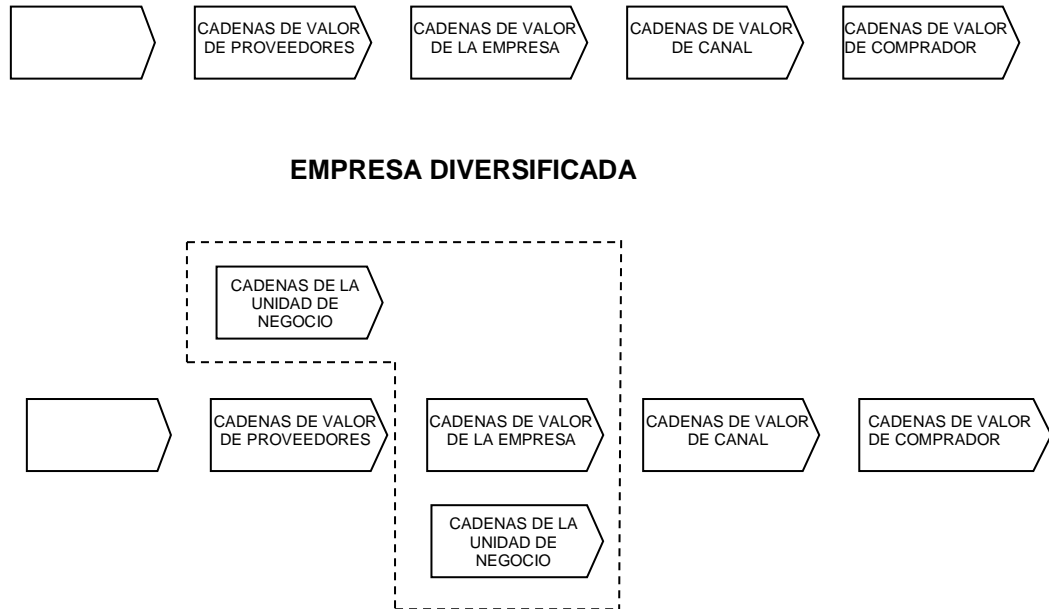 CADENAS DE VALOR
DE PROVEEDORES
CADENAS DE VALOR
DE LA EMPRESA
CADENAS DE VALOR
DE CANAL
CADENAS DE VALOR
DE COMPRADOR
EMPRESA DIVERSIFICADA
CADENAS DE LA
UNIDAD DE
NEGOCIO
CADENAS DE VALOR
DE PROVEEDORES
CADENAS DE VALOR
DE LA EMPRESA
CADENAS DE VALOR
DE CANAL
CADENAS DE VALOR
DE COMPRADOR
CADENAS DE LA
UNIDAD DE
NEGOCIO